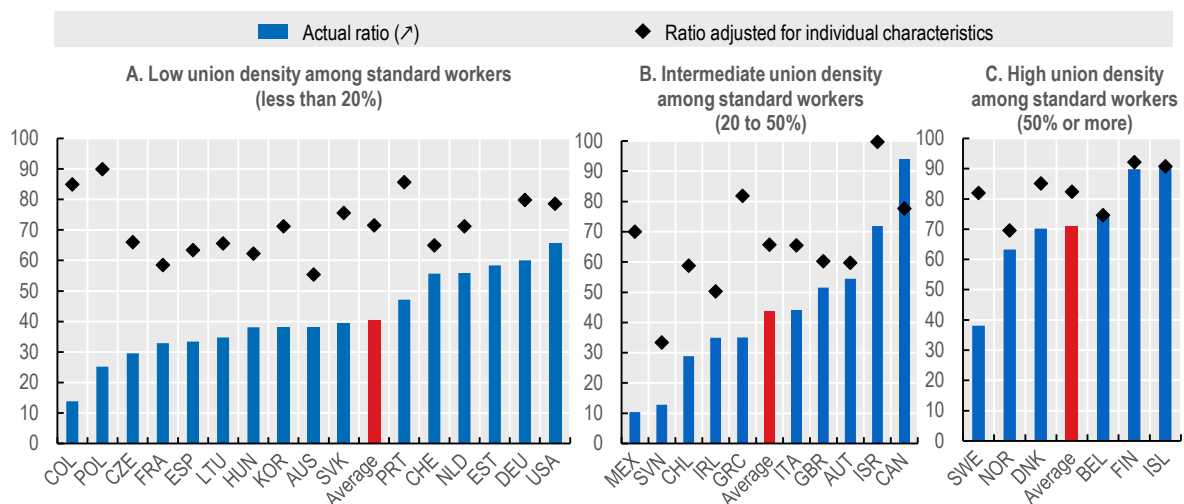 Actual ratio (↗)
Ratio adjusted for individual characteristics
A. Low union density among standard workers
(less than 20%)
100
90
80
70
60
50
40
30
20
10
0
COL
POL
CZE
FRA
ESP
LTU
HUN
KOR
AUS
SVK
Average
PRT
CHE
NLD
EST
DEU
USA
B. Intermediate union density
among standard workers
(20 to 50%)
100
90
80
70
60
50
40
30
20
10
0
MEX
SVN
CHL
IRL
GRC
Average
ITA
GBR
AUT
ISR
CAN
C. High union density
among standard workers
(50% or more)
100
90
80
70
60
50
40
30
20
10
0
SWE
NOR
DNK
Average
BEL
FIN
ISL